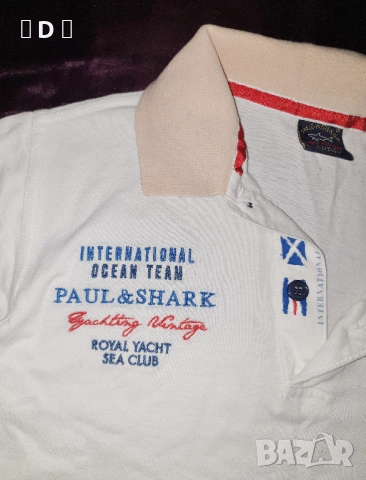 D
INTERNATIONAL
OCEAN TEAM
PAUL & SHARK
Yachting Vintage
ROYAL YACHT
SEA CLUB
INTERNATIONAL
BAZAR